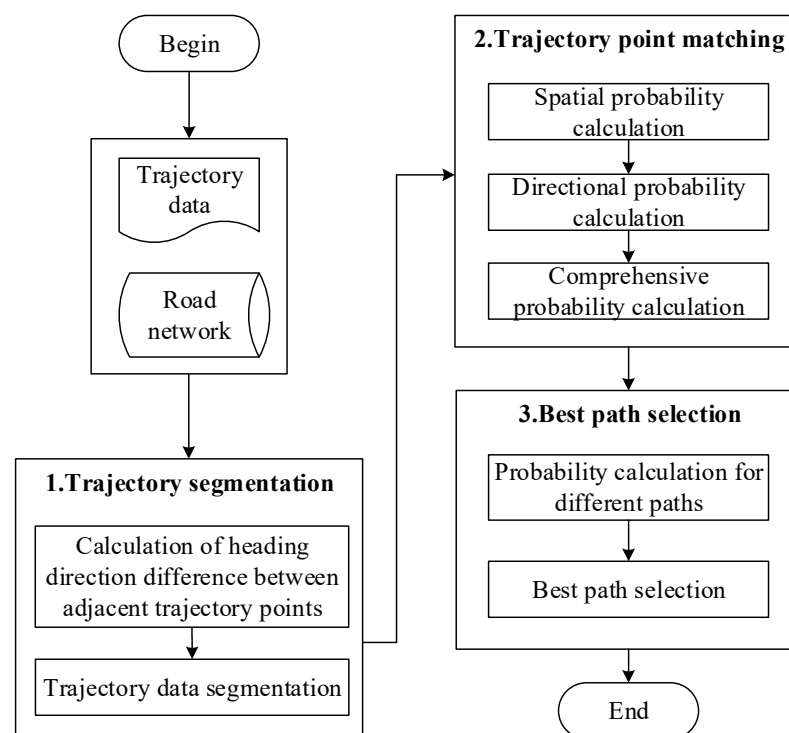 Begin
Trajectory
data
Road
network
1.Trajectory segmentation
Calculation of heading
direction difference between
adjacent trajectory points
Trajectory data segmentation
2.Trajectory point matching
Spatial probability
calculation
Directional probability
calculation
Comprehensive
probability calculation
3.Best path selection
Probability calculation for
different paths
Best path selection
End